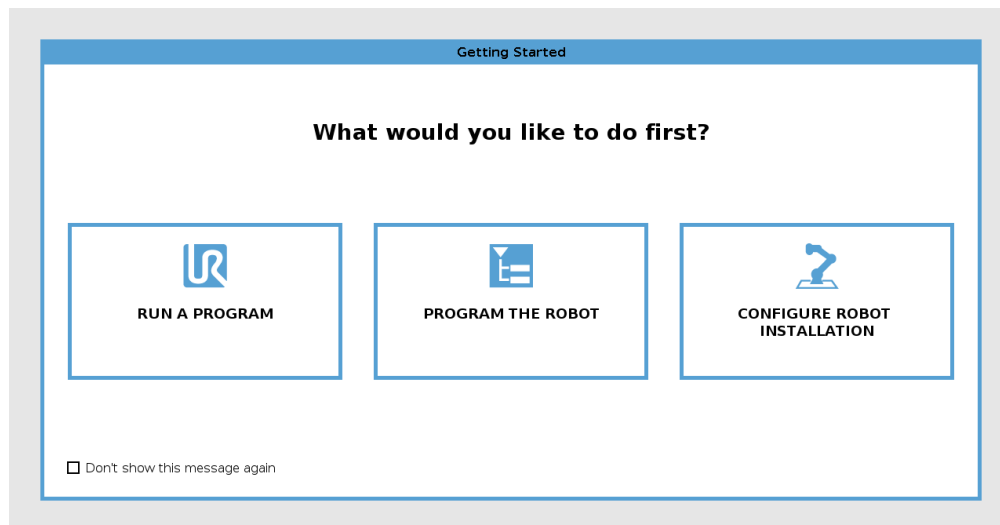 Getting Started
What would you like to do first?
UR
RUN A PROGRAM
PROGRAM THE ROBOT
CONFIGURE ROBOT
INSTALLATION
Don't show this message again